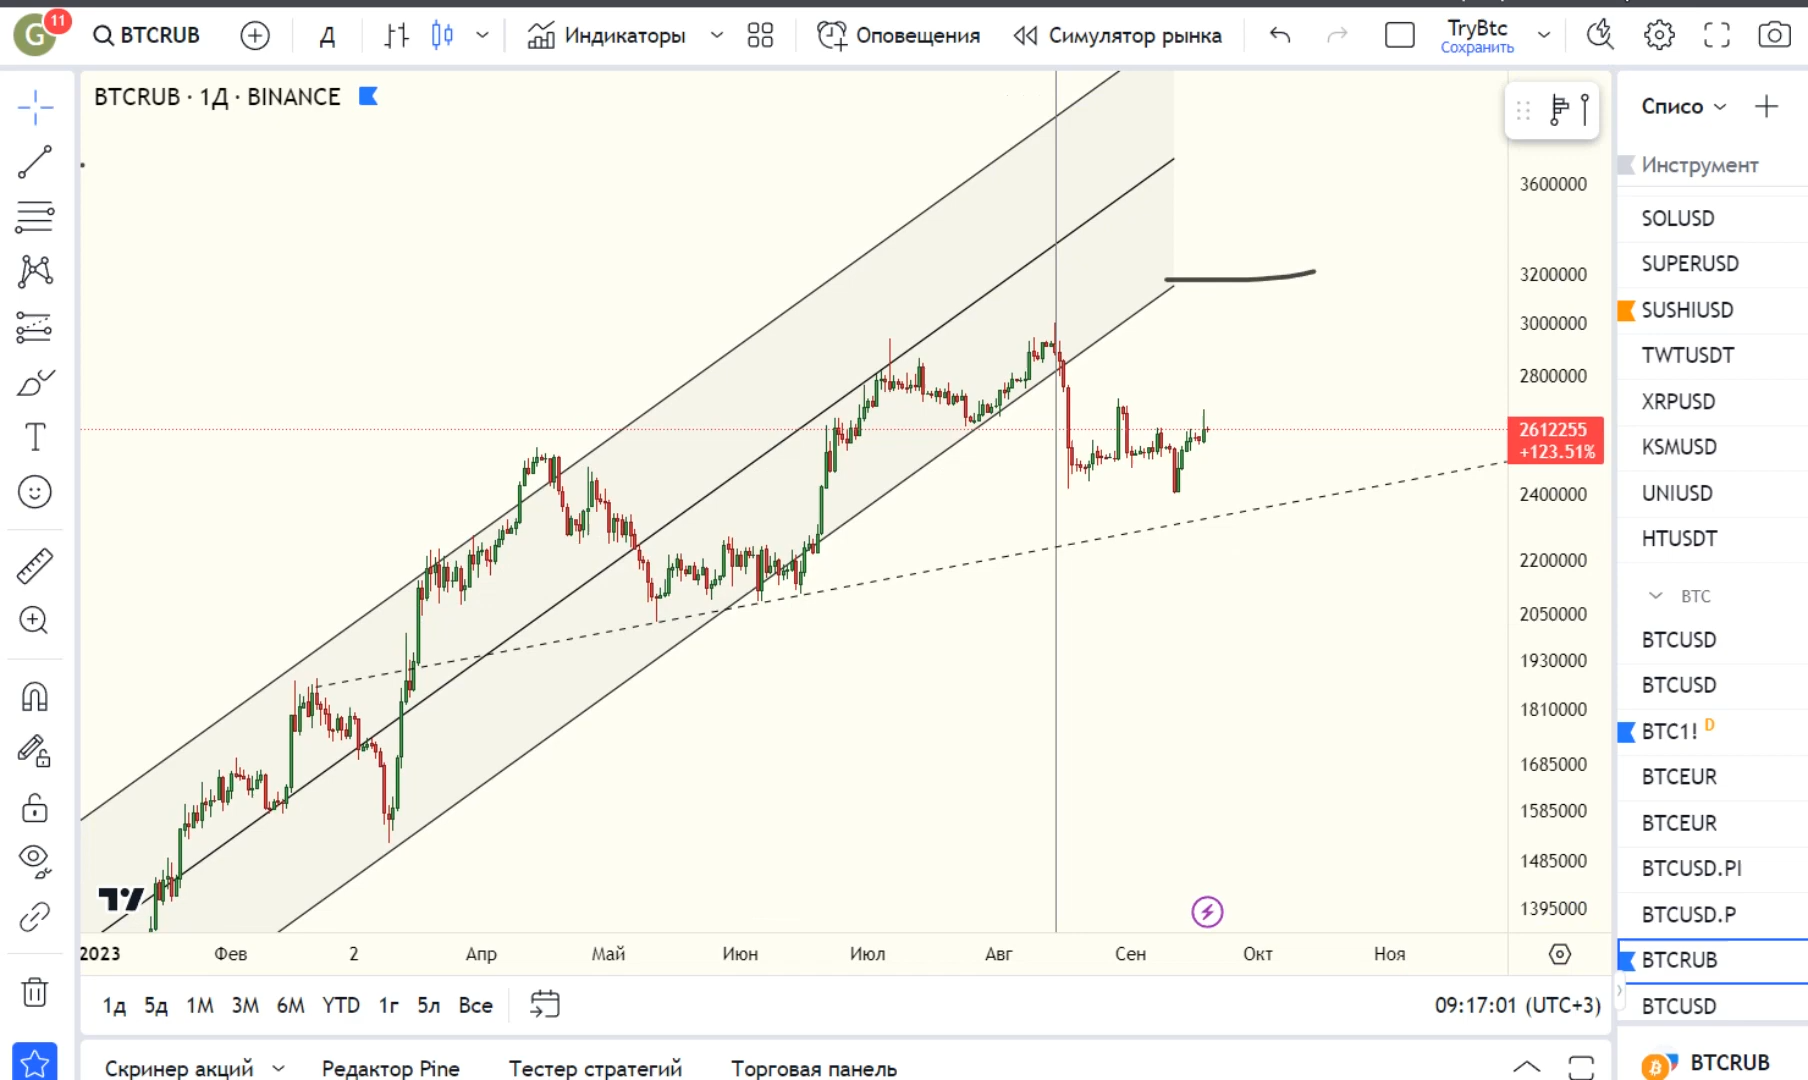 G 11 BTCRUB Д Индикаторы Оповещения Симулятор рынка TryBtc
Сохранить
BTCRUB · 1Д · BINANCE
Списо
Инструмент
3600000
3200000
3000000
2800000
2612255
+123.51%
2400000
2200000
2050000
1930000
1810000
1685000
1585000
1485000
1395000
SOLUSD
SUPERUSD
SUSHIUSD
TWTUSDT
XRPUSD
KSMUSD
UNIUSD
HTUSDT
BTC
BTCUSD
BTCUSD
BTC1! D
BTCEUR
BTCEUR
BTCUSD.PI
BTCUSD.P
BTCRUB
BTCUSD
2023 Фев 2 Апр Май Июн Июл Авг Сен Окт Ноя
1д 5д 1М 3М 6М YTD 1г 5л Все 09:17:01 (UTC+3)
Скринер акций Редактор Pine Тестер стратегий Торговая панель
BTCRUB